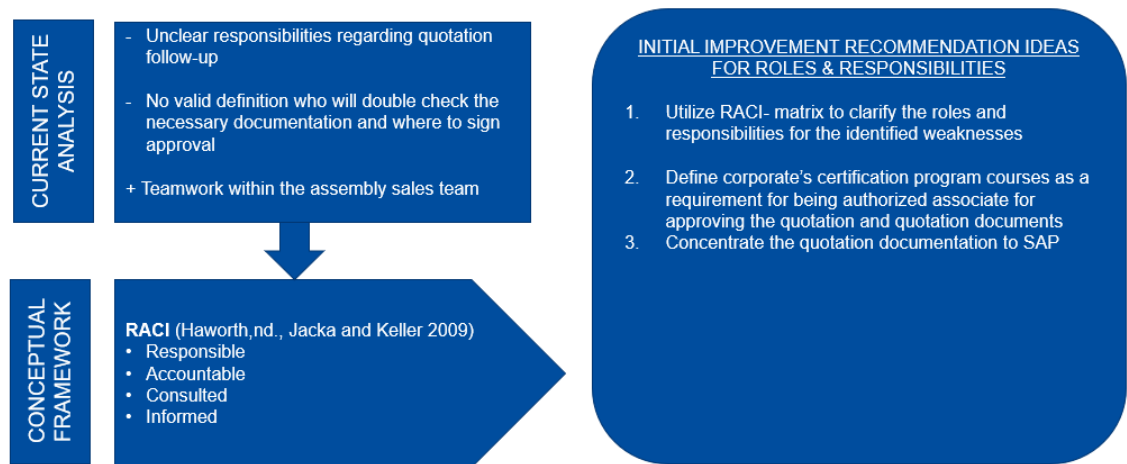 CURRENT STATE
ANALYSIS
- Unclear responsibilities regarding quotation
follow-up
- No valid definition who will double check the
necessary documentation and where to sign
approval
+ Teamwork within the assembly sales team
CONCEPTUAL
FRAMEWORK
RACI (Haworth,nd., Jacka and Keller 2009)
• Responsible
• Accountable
• Consulted
• Informed
INITIAL IMPROVEMENT RECOMMENDATION IDEAS
FOR ROLES & RESPONSIBILITIES
1. Utilize RACI- matrix to clarify the roles and
responsibilities for the identified weaknesses
2. Define corporate's certification program courses as a
requirement for being authorized associate for
approving the quotation and quotation documents
3. Concentrate the quotation documentation to SAP